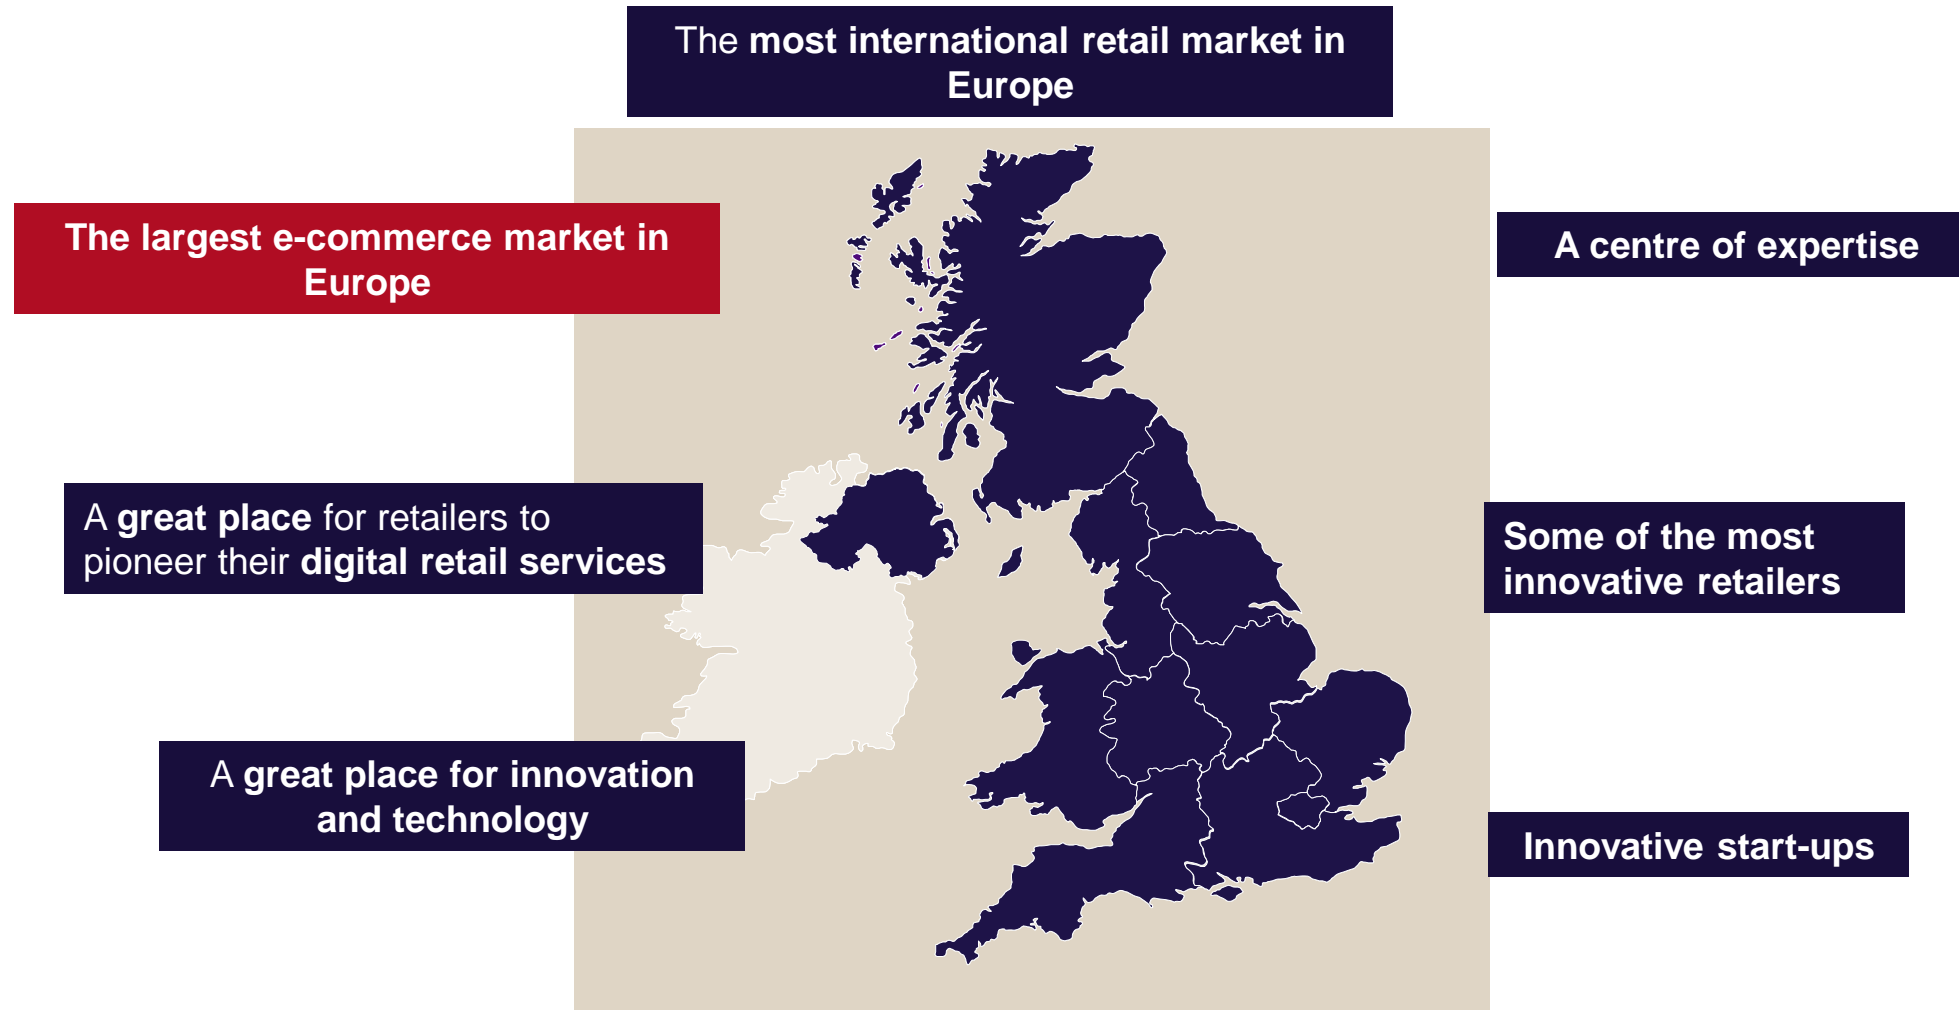 The most international retail market in
Europe
The largest e-commerce market in
Europe
A centre of expertise
A great place for retailers to
pioneer their digital retail services
Some of the most
innovative retailers
A great place for innovation
and technology
Innovative start-ups